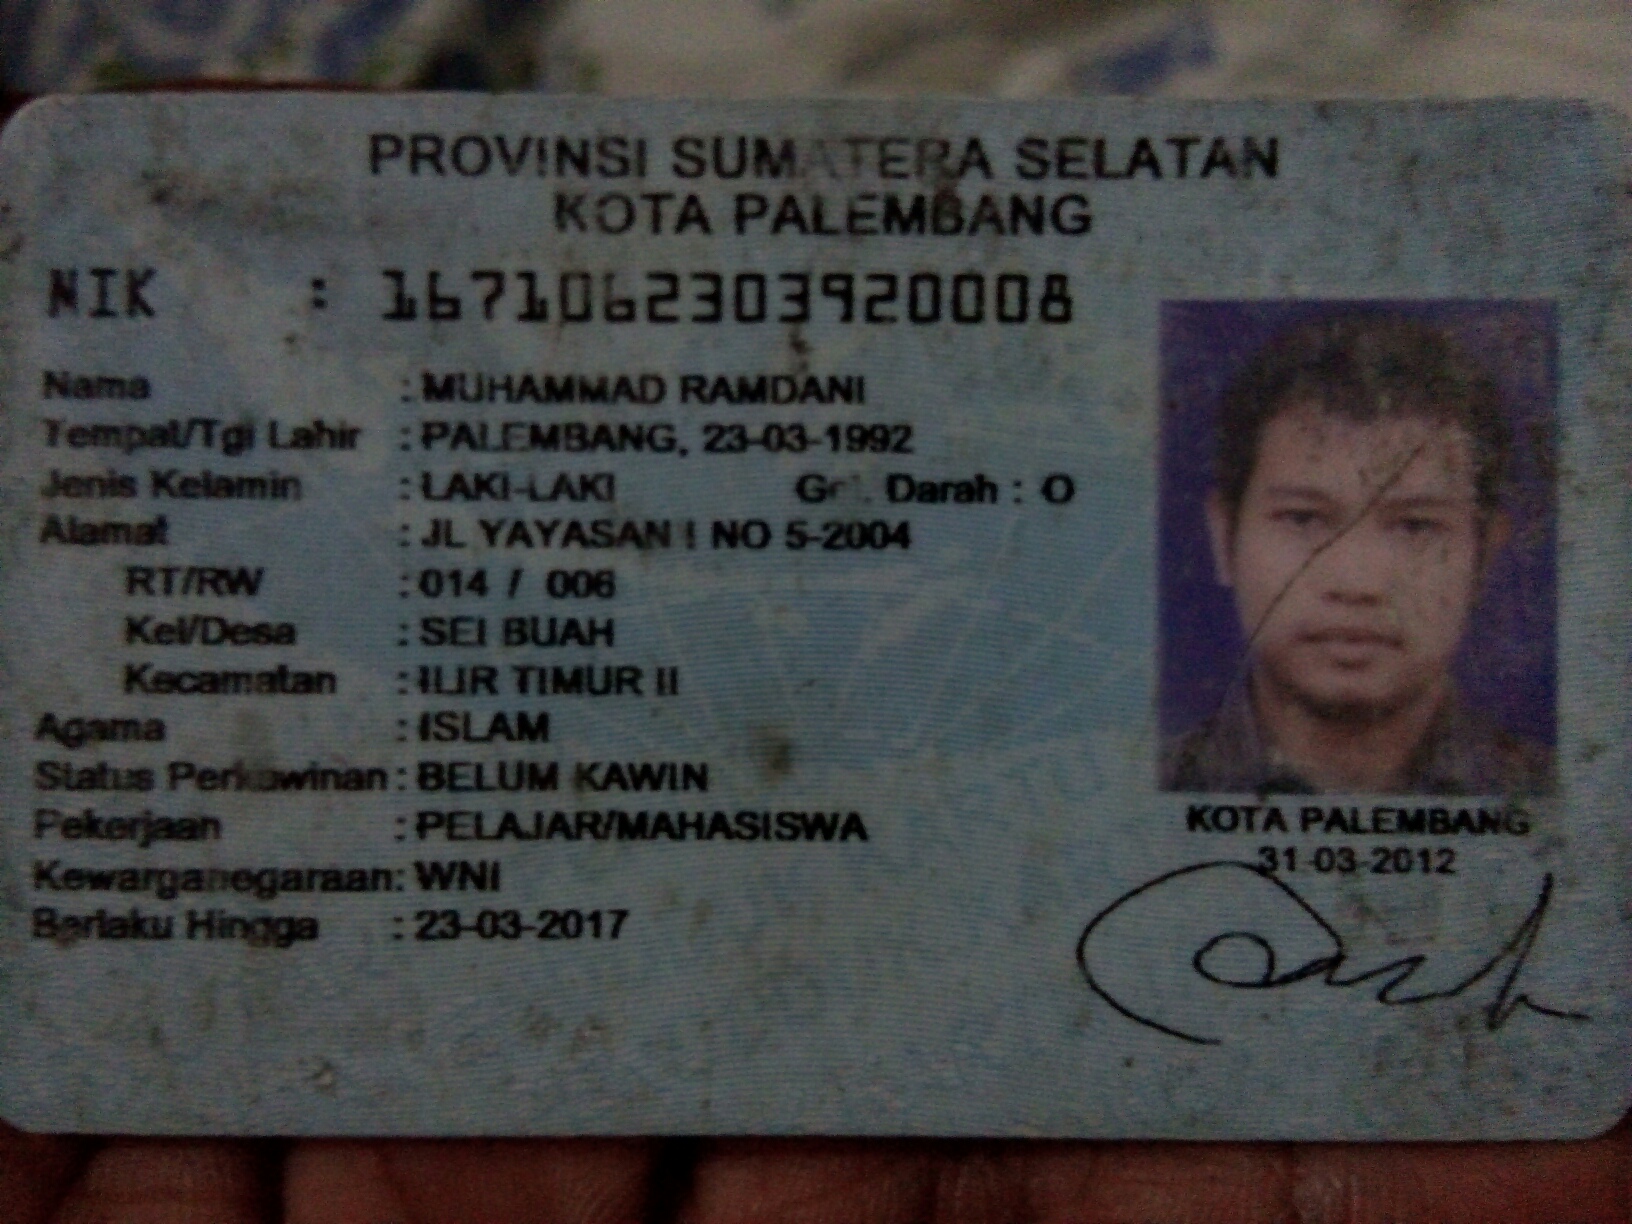 PROVINSI SUMATERA SELATAN
KOTA PALEMBANG
NIK : 1671062303920008
Nama : MUHAMMAD RAMDANI
Tempat/Tgl Lahir : PALEMBANG, 23-03-1992
Jenis Kelamin : LAKI-LAKI Gol. Darah : O
Alamat : JL YAYASAN I NO 5-2004
RT/RW : 014 / 006
Kel/Desa : SEI BUAH
Kecamatan : ILIR TIMUR II
Agama : ISLAM
Status Perkawinan : BELUM KAWIN
Pekerjaan : PELAJAR/MAHASISWA
Kewarganegaraan: WNI
Berlaku Hingga : 23-03-2017
KOTA PALEMBANG
31-03-2012